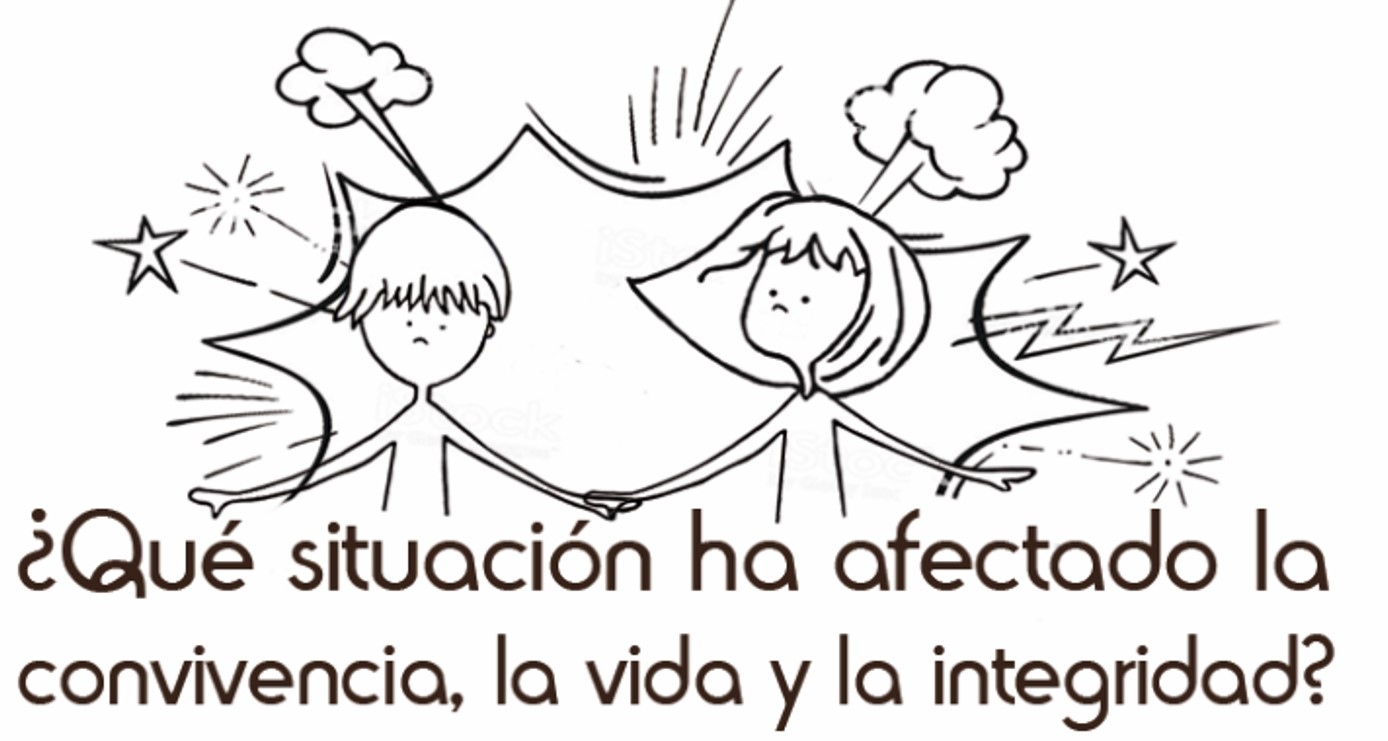 ¿Qué situación ha afectado la
convivencia, la vida y la integridad?